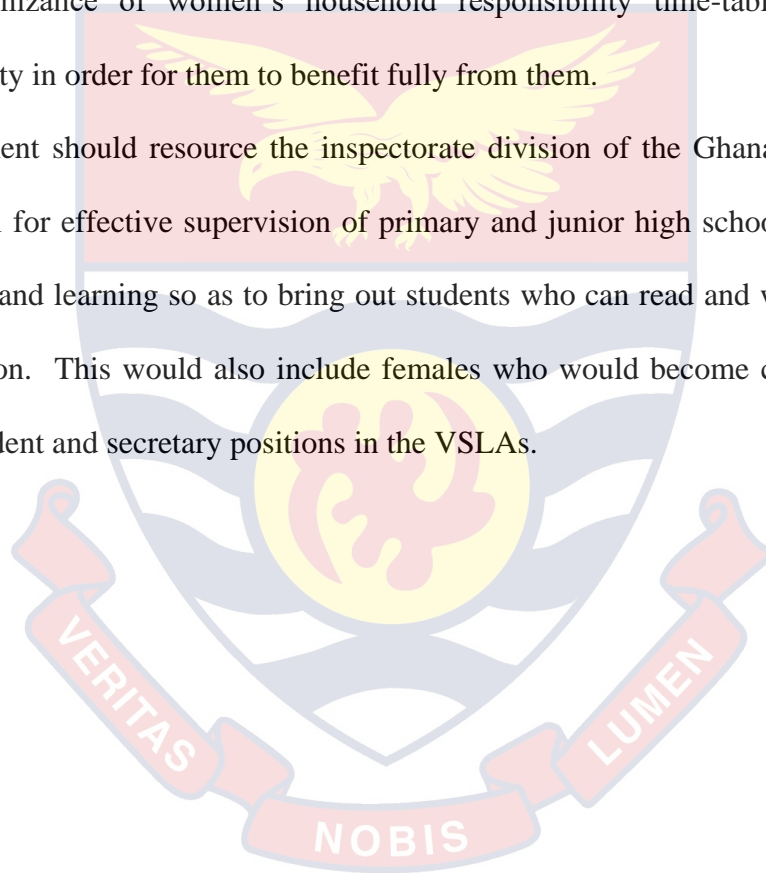 of women's household responsibility
ty in order for them to benefit fully from them.
ent should resource the inspectorate division of the Ghana
for effective supervision of primary and junior high schoo
and learning so as to bring out students who can read and
on. This would also include females who would become
dent and secretary positions in the VSLAs.
VERITAS
NOBIS
LUMEN